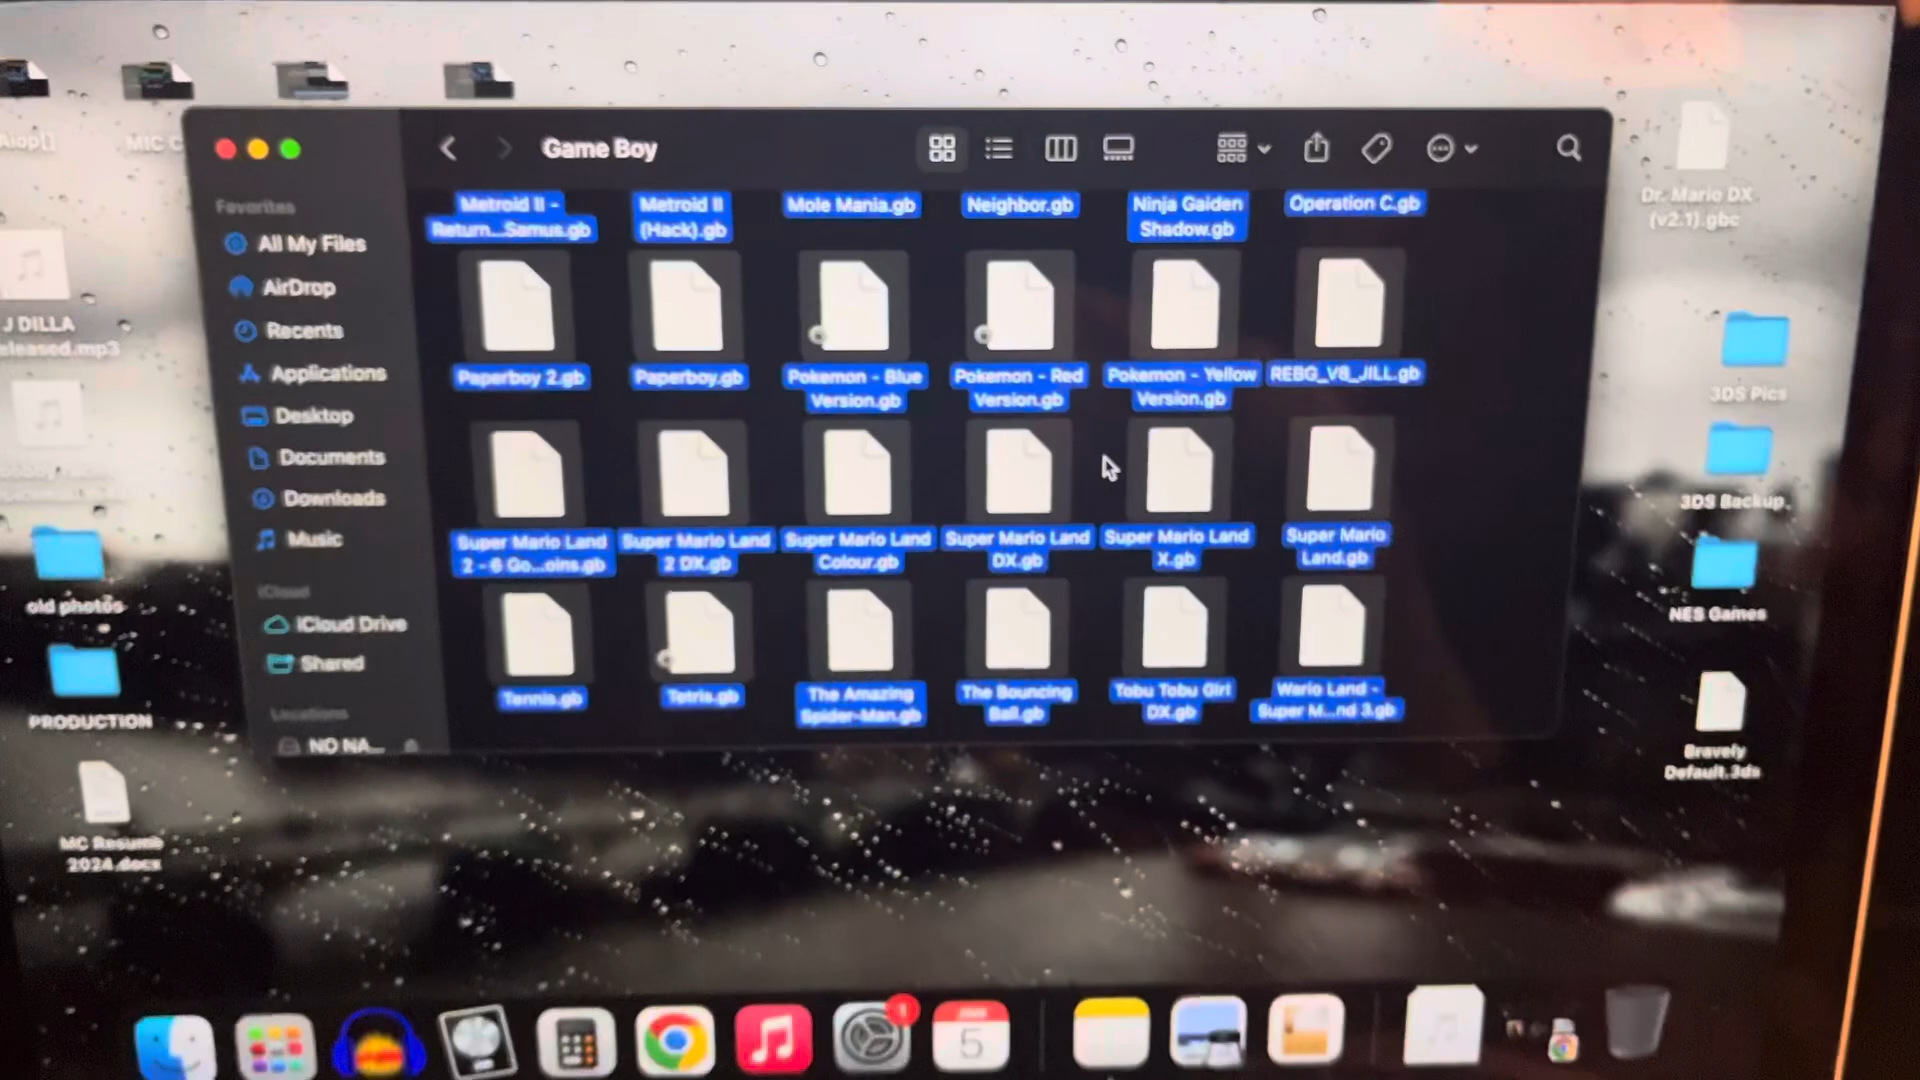 Aiop[]
MIC C
J DILLA
eleased.mp3
old photos
PRODUCTION
MC Resume
2024.docx
Game Boy
Favorites
All My Files
AirDrop
Recents
Applications
Desktop
Documents
Downloads
Music
iCloud
iCloud Drive
Shared
Locations
NO NA...
Metroid II -
Return...Samus.gb
Metroid II
(Hack).gb
Mole Mania.gb
Neighbor.gb
Ninja Gaiden
Shadow.gb
Operation C.gb
Paperboy 2.gb
Paperboy.gb
Pokemon - Blue
Version.gb
Pokemon - Red
Version.gb
Pokemon - Yellow
Version.gb
REBG_V8_JILL.gb
Super Mario Land
2 - 6 Go...oins.gb
Super Mario Land
2 DX.gb
Super Mario Land
Colour.gb
Super Mario Land
DX.gb
Super Mario Land
X.gb
Super Mario
Land.gb
Tennis.gb
Tetris.gb
The Amazing
Spider-Man.gb
The Bouncing
Ball.gb
Tobu Tobu Girl
DX.gb
Wario Land -
Super M...nd 3.gb
Dr. Mario DX
(v2.1).gbc
3DS Pics
3DS Backup
NES Games
Bravely
Default.3ds
1
5